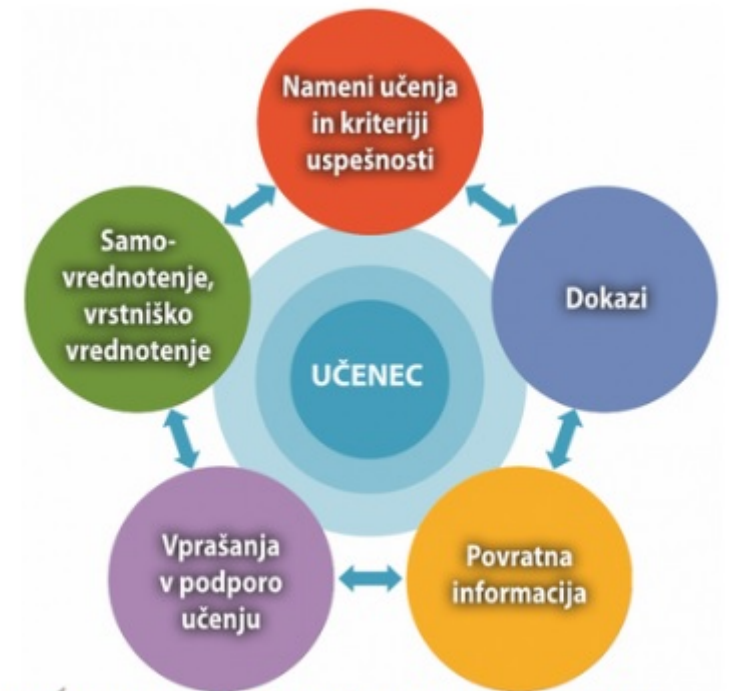 Nameni učenja
in kriteriji
uspešnosti
Samo-
vrednotenje,
vrstniško
vrednotenje
Dokazi
UČENEC
Vprašanja
v podporo
učenju
Povratna
informacija